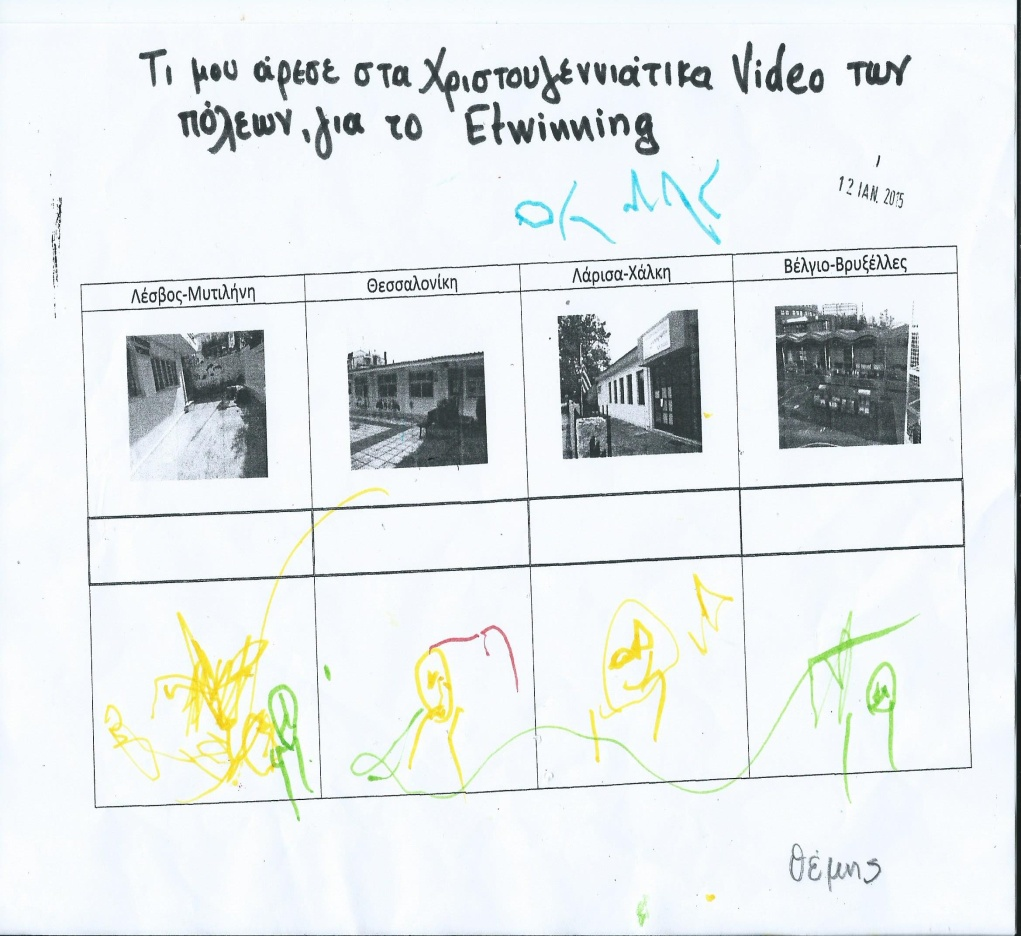 Τι μου άρεσε στα Χριστουγεννιάτικα Video των
πόλεων, για το Etwinning
12 ΙΑΝ. 2015
Λέσβος-Μυτιλήνη
Θεσσαλονίκη
Λάρισα-Χάλκη
Βέλγιο-Βρυξέλλες
Θέμης